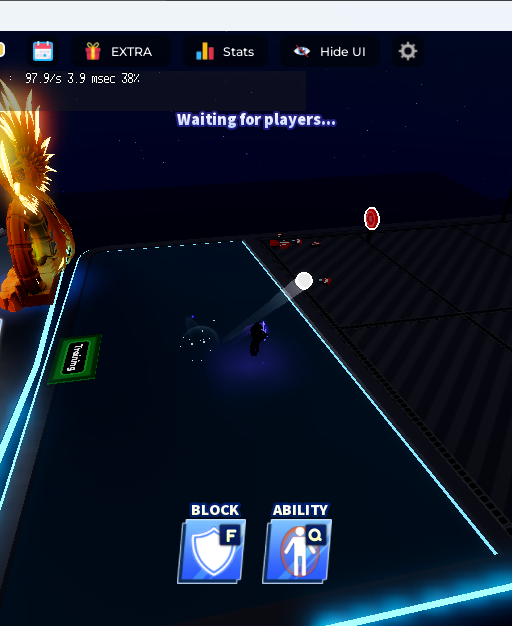 EXTRA
Stats
Hide UI
: 97.9/s 3.9 msec 38%
Waiting for players...
Training
BLOCK
ABILITY
F
Q